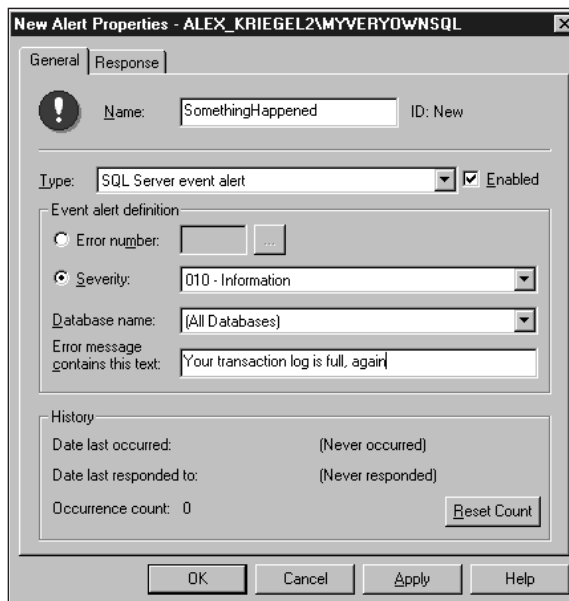 New Alert Properties - ALEX_KRIEGEL2\MYVERYOWNSQL
General Response
Name: SomethingHappened ID: New
Type: SQL Server event alert Enabled
Event alert definition
Error number: ...
Severity: 010 - Information
Database name: (All Databases)
Error message
contains this text: Your transaction log is full, again
History
Date last occurred: (Never occurred)
Date last responded to: (Never responded)
Occurrence count: 0 Reset Count
OK Cancel Apply Help